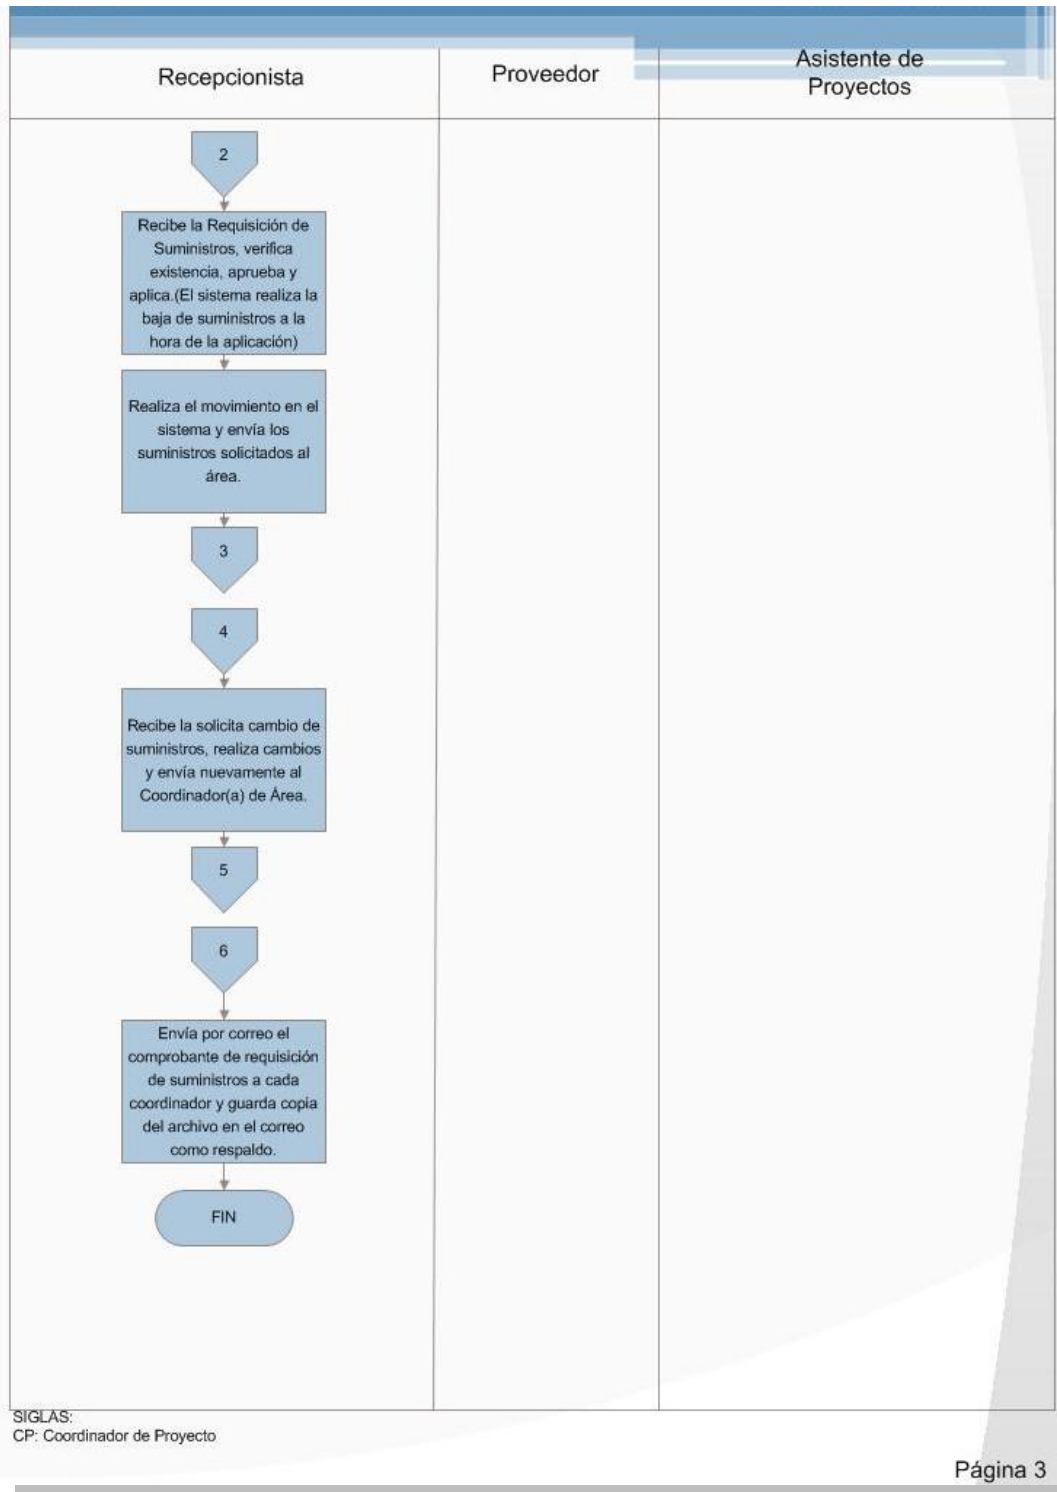 Recepcionista
Proveedor
Asistente de
Proyectos
2
Recibe la Requisición de
Suministros, verifica
existencia, aprueba y
aplica.(El sistema realiza la
baja de suministros a la
hora de la aplicación)
Realiza el movimiento en el
sistema y envía los
suministros solicitados al
área.
3
4
Recibe la solicita cambio de
suministros, realiza cambios
y envía nuevamente al
Coordinador(a) de Área.
5
6
Envía por correo el
comprobante de requisición
de suministros a cada
coordinador y guarda copia
del archivo en el correo
como respaldo.
FIN
SIGLAS:
CP: Coordinador de Proyecto
Página 3